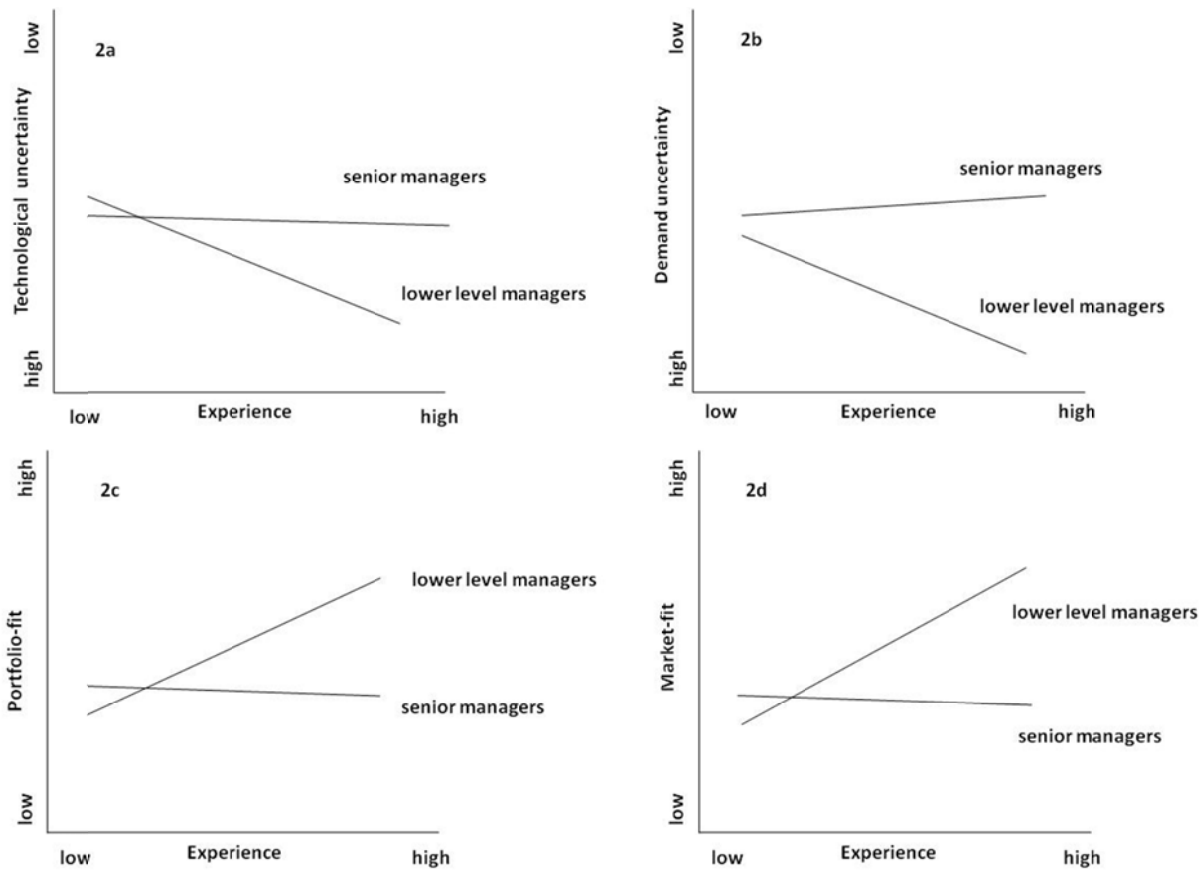 low
2a
Technological uncertainty
senior managers
lower level managers
high
low
Experience
high
low
2b
Demand uncertainty
senior managers
lower level managers
high
low
Experience
high
high
2c
Portfolio-fit
lower level managers
senior managers
low
low
Experience
high
high
2d
Market-fit
lower level managers
senior managers
low
low
Experience
high